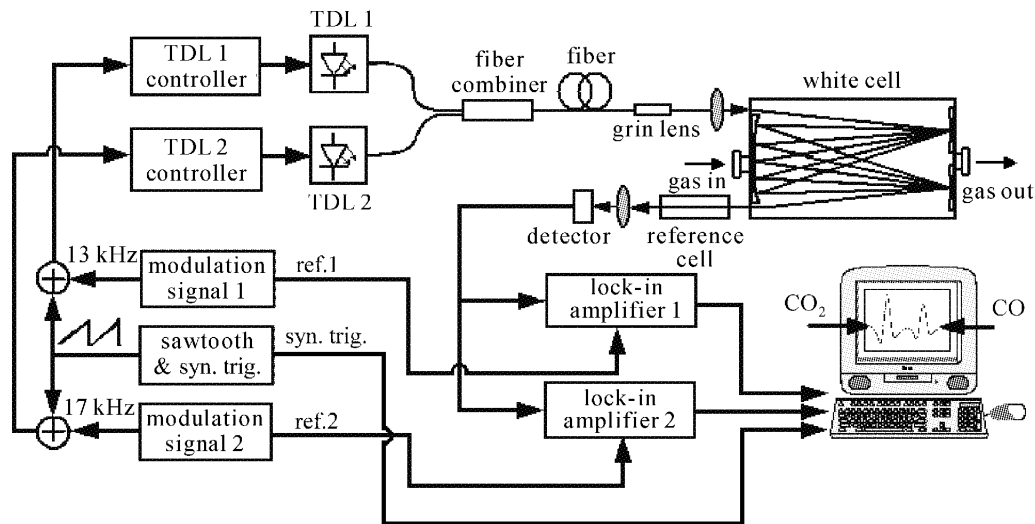 TDL 1
TDL 1
controller
fiber
combiner
fiber
white cell
grin lens
TDL 2
controller
TDL 2
gas in
gas out
detector
reference
cell
13 kHz
modulation
signal 1
ref.1
lock-in
amplifier 1
CO2
CO
sawtooth
& syn. trig.
syn. trig.
17 kHz
modulation
signal 2
ref.2
lock-in
amplifier 2